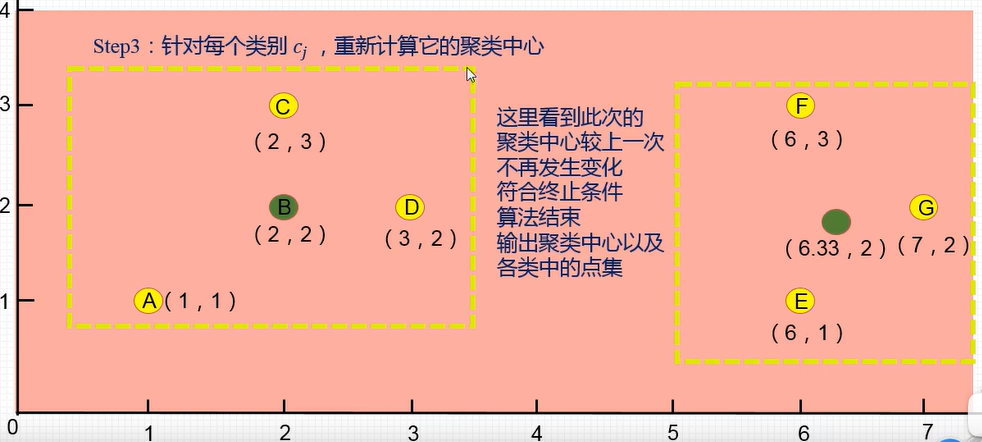 4
Step3：针对每个类别 cⱼ ，重新计算它的聚类中心
3
C
（2，3）
这里看到此次的
聚类中心较上一次
不再发生变化
符合终止条件
算法结束
输出聚类中心以及
各类中的点集
F
（6，3）
2
B
（2，2）
D
（3，2）
G
（6.33，2）
（7，2）
1
A（1，1）
E
（6，1）
0
1 2 3 4 5 6 7